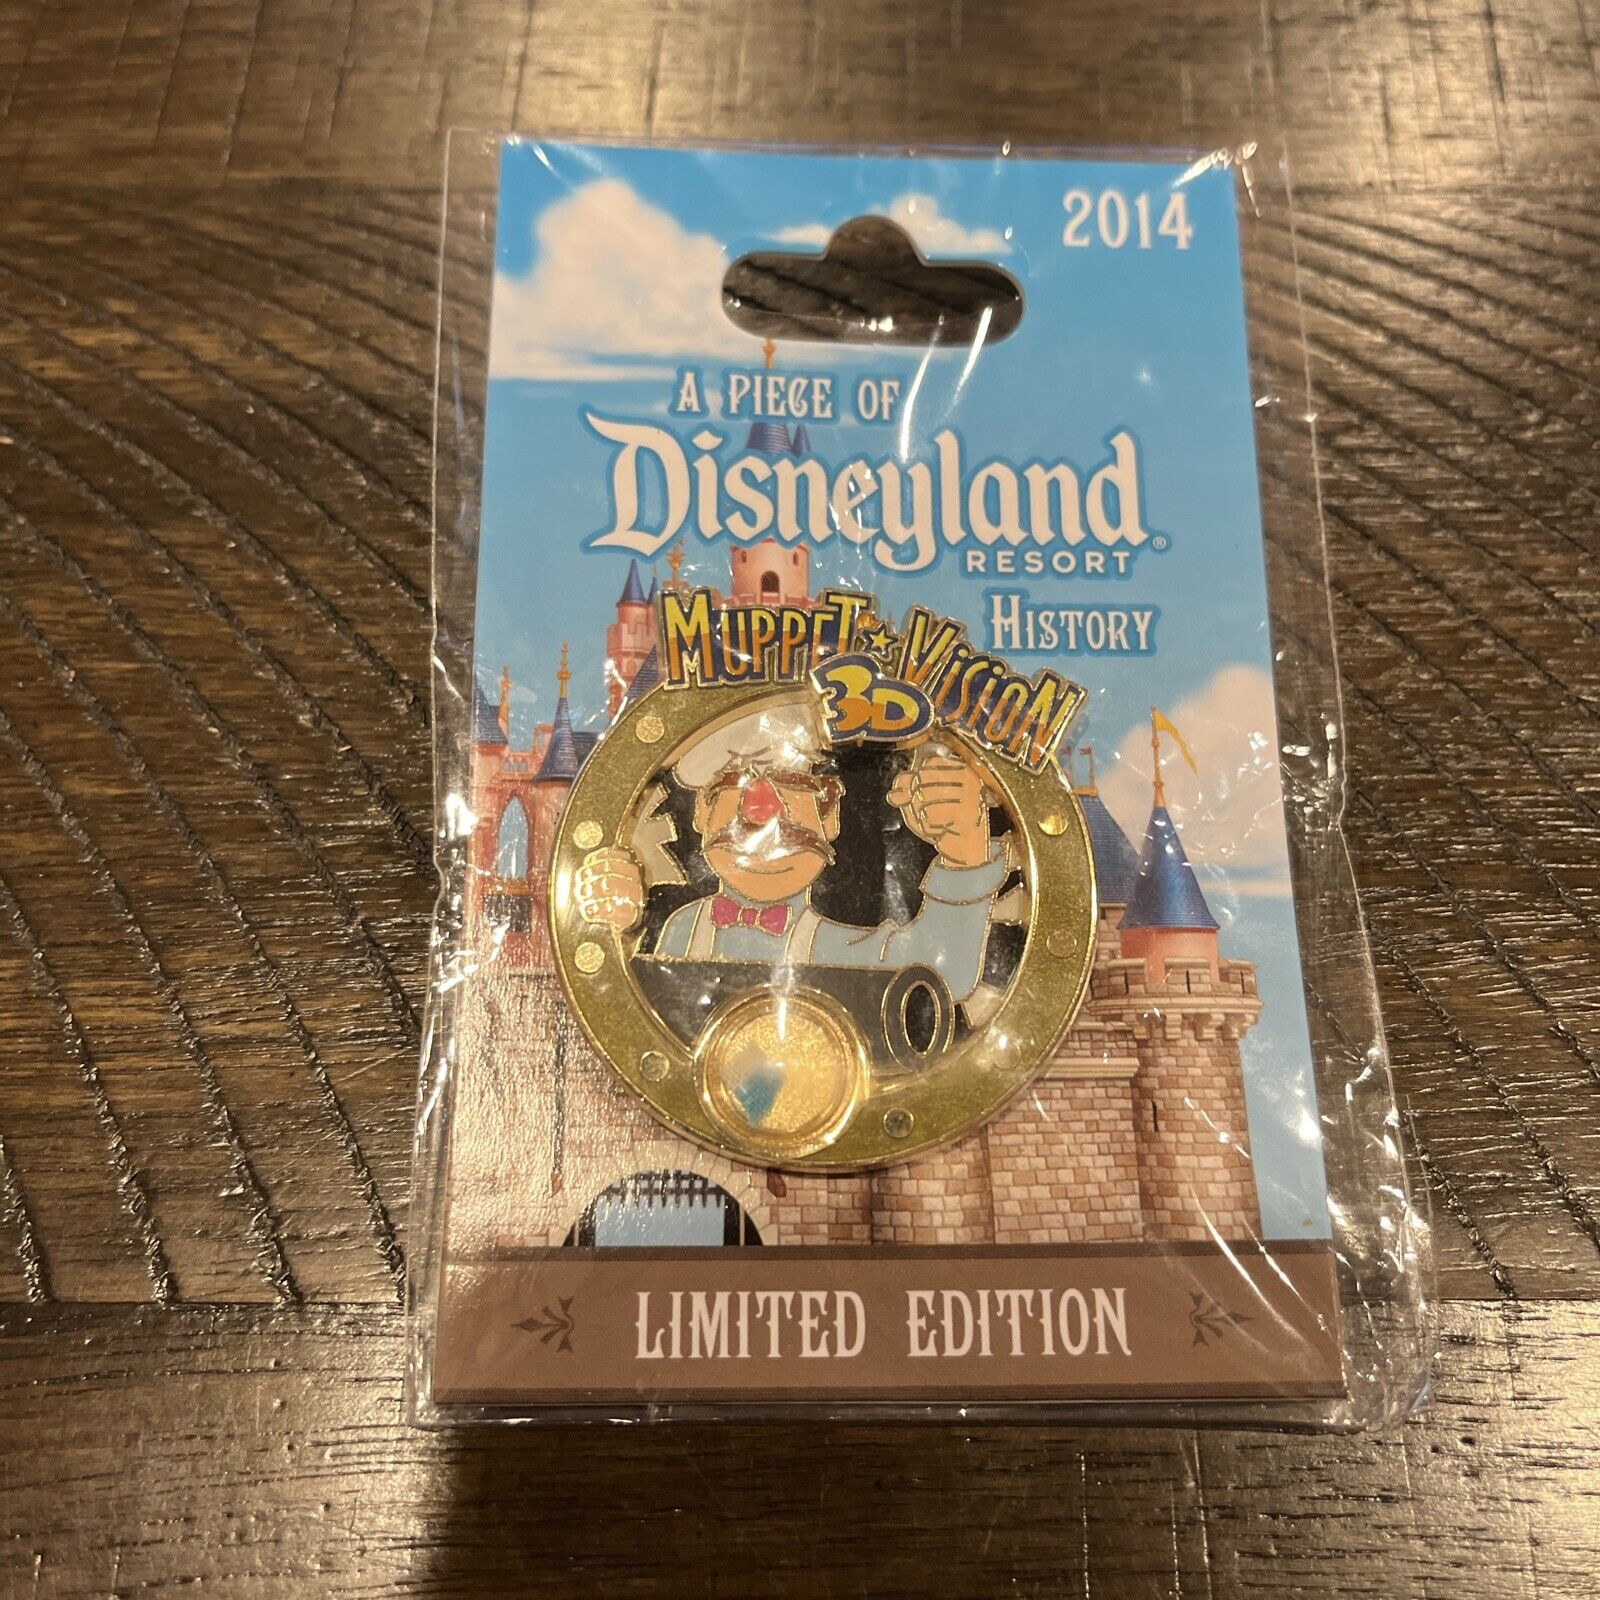 2014
A PIECE OF
Disneyland®
RESORT
HISTORY
MUPPET★VISION
3D
LIMITED EDITION